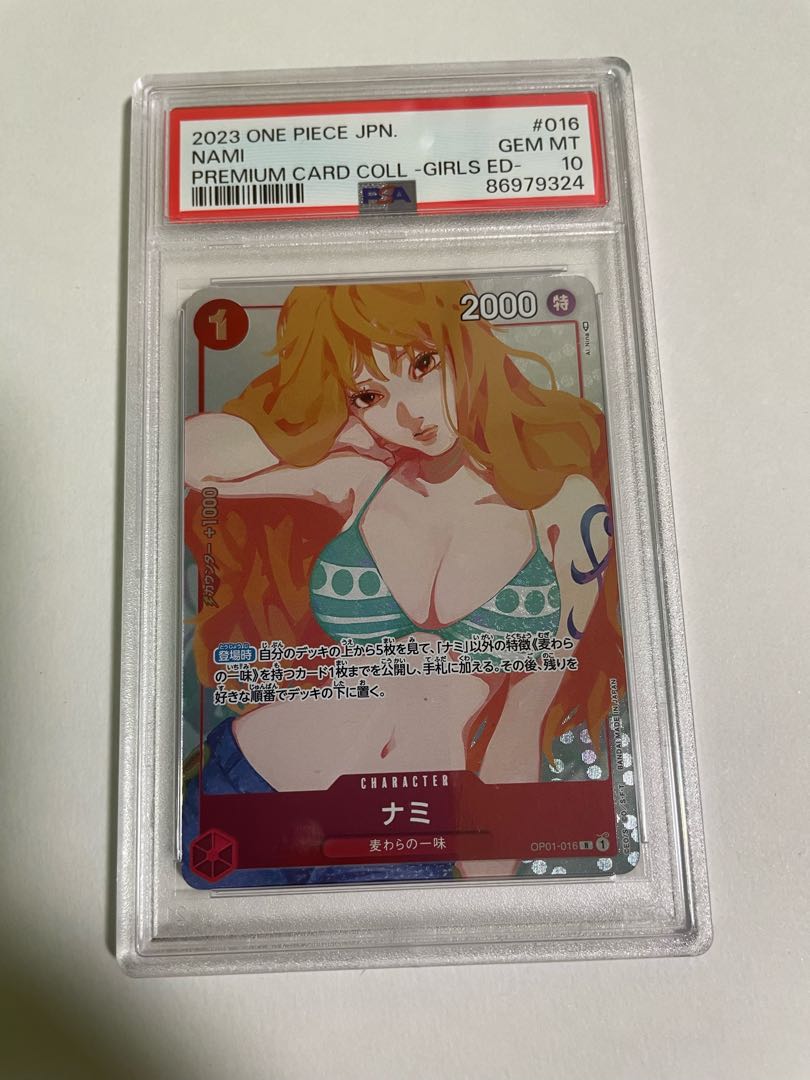 2023 ONE PIECE JPN. #016
NAMI GEM MT
PREMIUM CARD COLL -GIRLS ED- 10
PSA 86979324
1
2000 特
カウンター +1000
登場時 自分のデッキの上から5枚を見て、「ナミ」以外の特徴《麦わら
の一味》を持つカード1枚までを公開し、手札に加える。その後、残りを
好きな順番でデッキの下に置く。
BANDAI MADE IN JAPAN
CHARACTER
ナミ
麦わらの一味
OP01-016 R 1